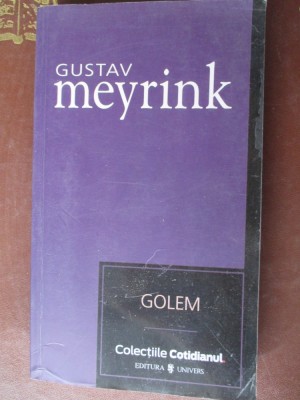 GUSTAV
meyrink
GOLEM
Colecțiile Cotidianul
EDITURA UNIVERS